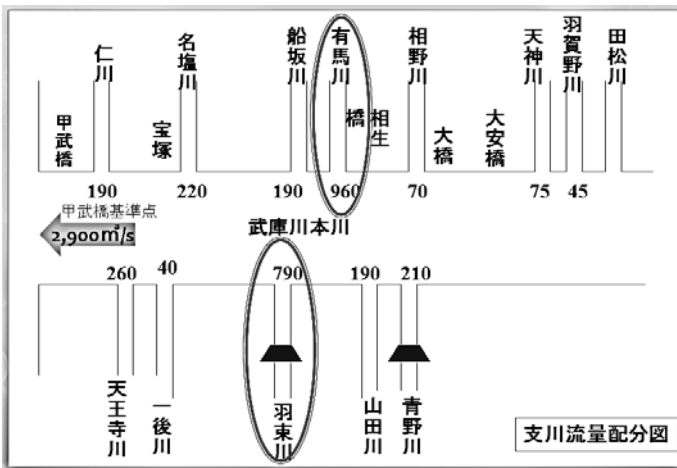 仁川
名塩川
船坂川
有馬川
相野川
天神川
羽賀野川
田松川
甲武橋
宝塚
相生橋
大橋
大安橋
190
220
190
960
70
75
45
甲武橋基準点
2,900㎥/s
武庫川本川
260
40
790
190
210
天王寺川
一後川
羽束川
山田川
青野川
支川流量配分図